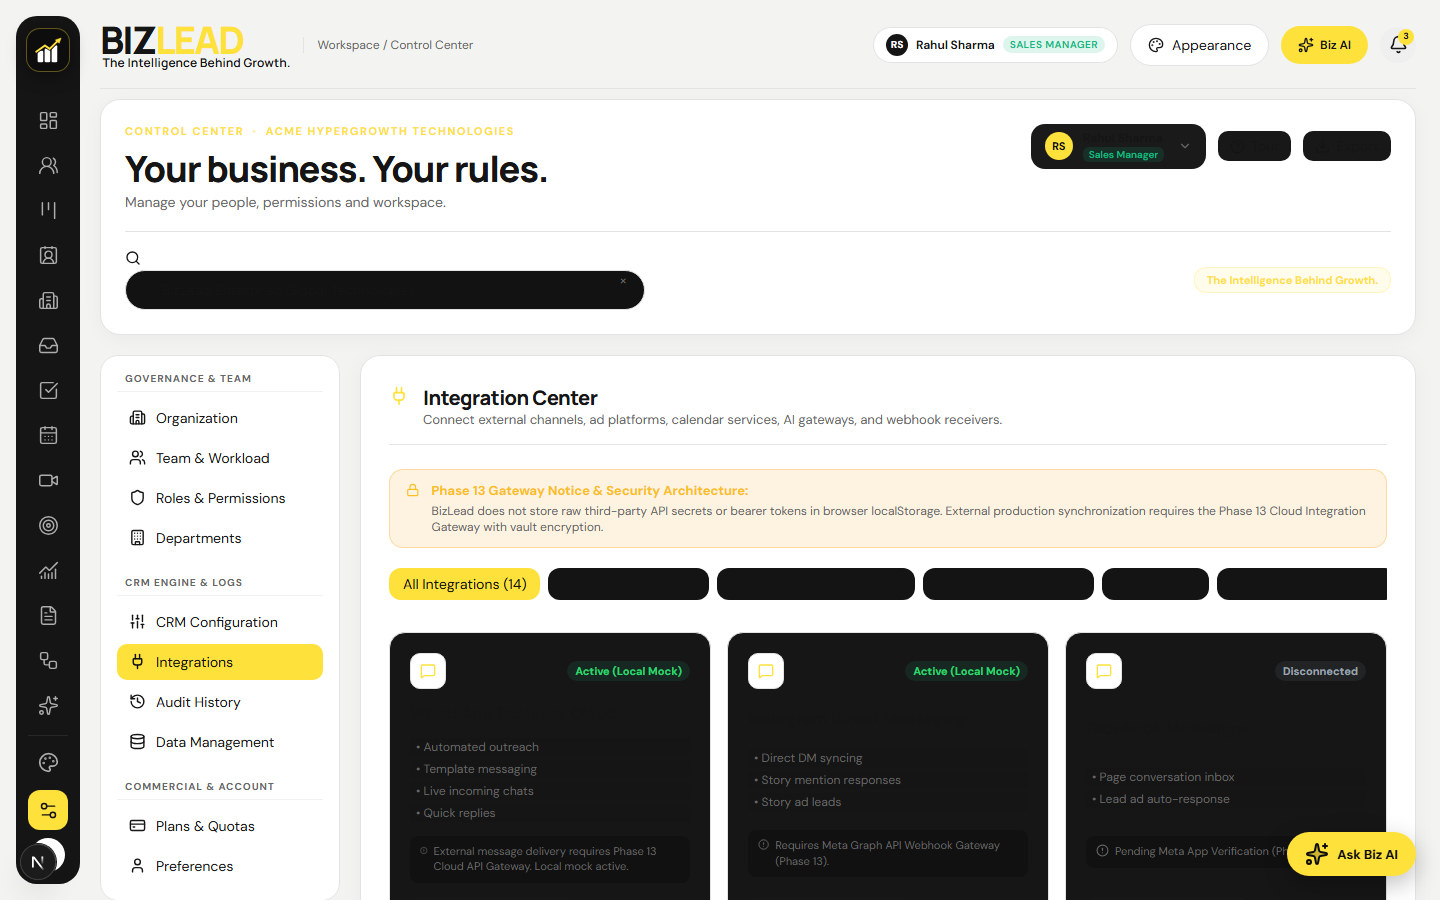 BIZLEAD
The Intelligence Behind Growth.
Workspace / Control Center
RS Rahul Sharma SALES MANAGER
Appearance
Biz AI
3
CONTROL CENTER · ACME HYPERGROWTH TECHNOLOGIES
Your business. Your rules.
Manage your people, permissions and workspace.
RS
Sales Manager
×
The Intelligence Behind Growth.
GOVERNANCE & TEAM
Organization
Team & Workload
Roles & Permissions
Departments
CRM ENGINE & LOGS
CRM Configuration
Integrations
Audit History
Data Management
COMMERCIAL & ACCOUNT
Plans & Quotas
Preferences
N
Integration Center
Connect external channels, ad platforms, calendar services, AI gateways, and webhook receivers.
Phase 13 Gateway Notice & Security Architecture:
BizLead does not store raw third-party API secrets or bearer tokens in browser localStorage. External production synchronization requires the Phase 13 Cloud Integration
Gateway with vault encryption.
All Integrations (14)
Active (Local Mock)
• Automated outreach
• Template messaging
• Live incoming chats
• Quick replies
External message delivery requires Phase 13
Cloud API Gateway. Local mock active.
Active (Local Mock)
• Direct DM syncing
• Story mention responses
• Story ad leads
Requires Meta Graph API Webhook Gateway
(Phase 13).
Disconnected
• Page conversation inbox
• Lead ad auto-response
Pending Meta App Verification (Ph
Ask Biz AI